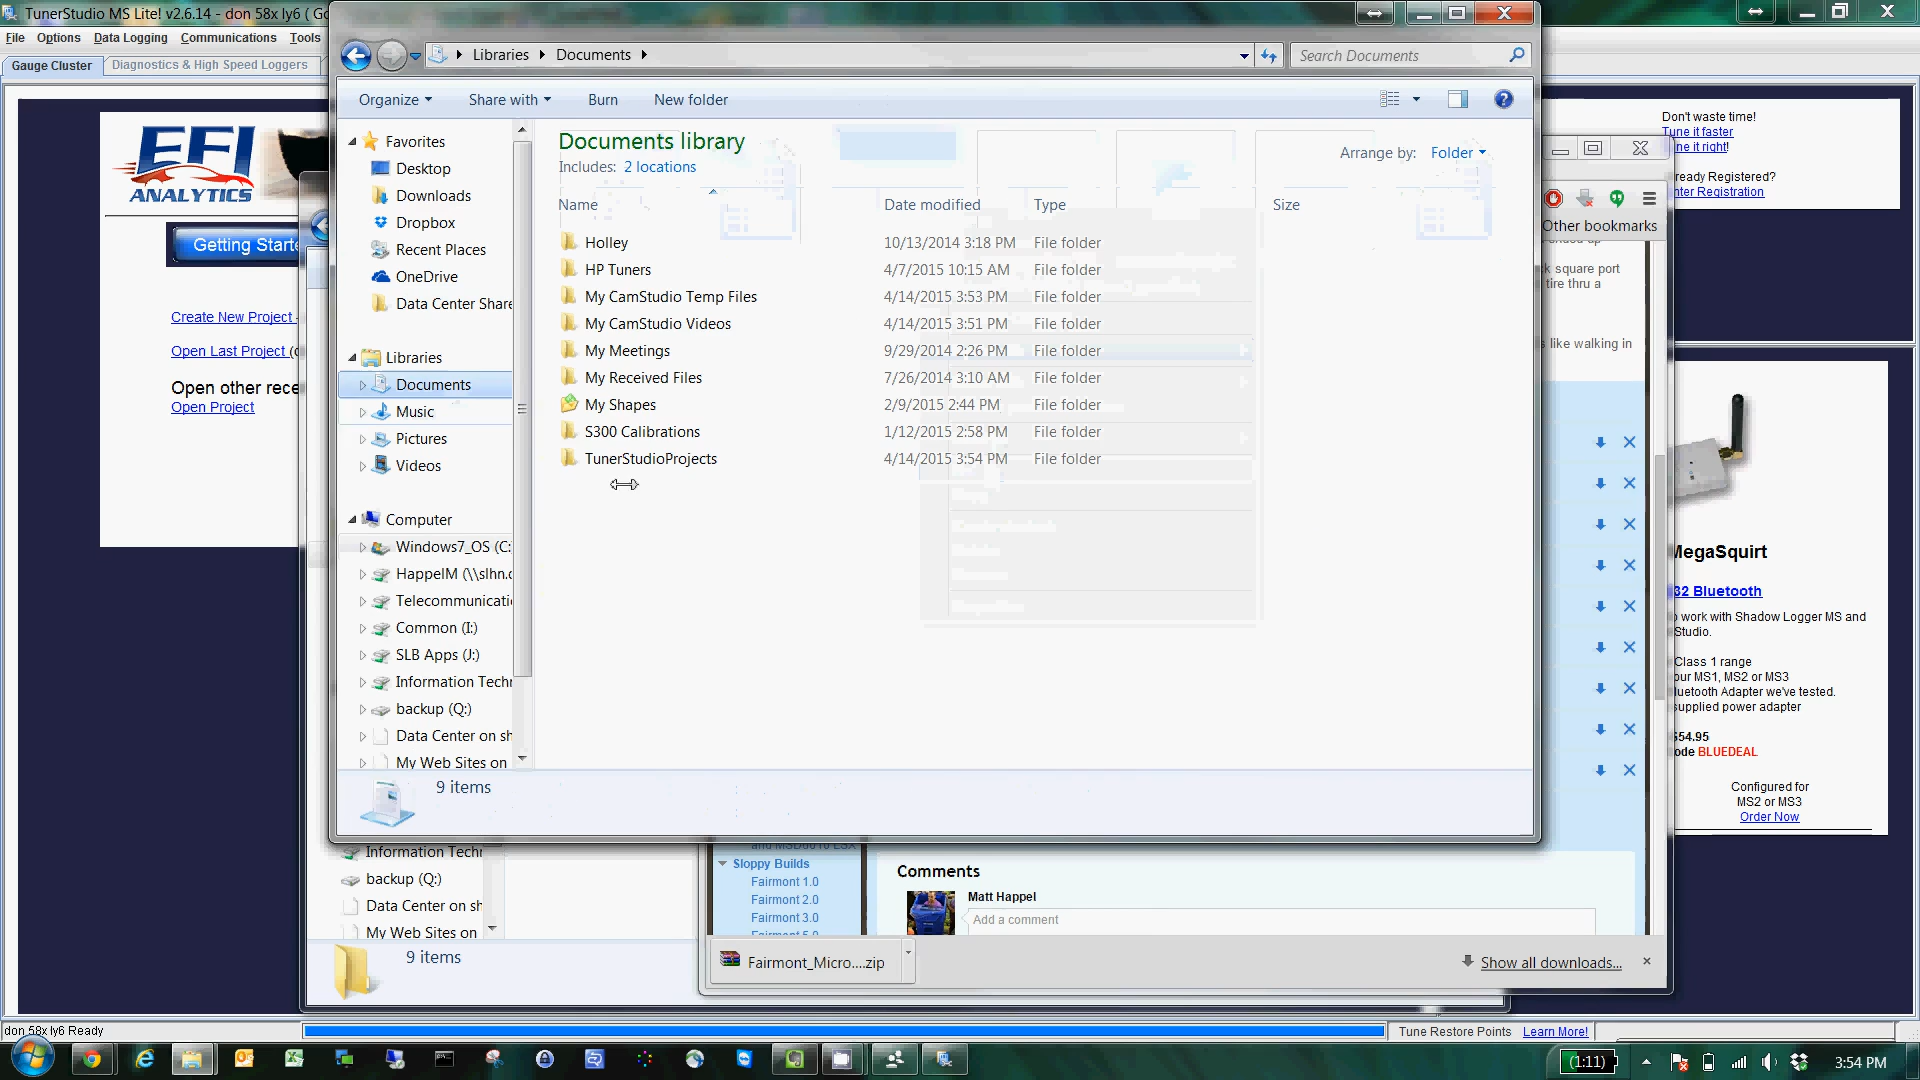 TunerStudio MS Lite! v2.6.14 - don 58x ly6 ( Go
File Options Data Logging Communications Tools
Gauge Cluster
Diagnostics & High Speed Loggers
EFI
ANALYTICS
Getting Starte
Create New Project
Open Last Project (
Open other rece
Open Project
Libraries
Documents
Search Documents
Organize
Share with
Burn
New folder
Favorites
Desktop
Downloads
Dropbox
Recent Places
OneDrive
Data Center Share
Libraries
Documents
Music
Pictures
Videos
Computer
Windows7_OS (C:
HappelM (\\slhn.c
Telecommunicati
Common (I:)
SLB Apps (J:)
Information Techn
backup (Q:)
Data Center on sh
My Web Sites on
Documents library
Includes: 2 locations
Arrange by: Folder
Name Date modified Type Size
Holley 10/13/2014 3:18 PM File folder
HP Tuners 4/7/2015 10:15 AM File folder
My CamStudio Temp Files 4/14/2015 3:53 PM File folder
My CamStudio Videos 4/14/2015 3:51 PM File folder
My Meetings 9/29/2014 2:26 PM File folder
My Received Files 7/26/2014 3:10 AM File folder
My Shapes 2/9/2015 2:44 PM File folder
S300 Calibrations 1/12/2015 2:58 PM File folder
TunerStudioProjects 4/14/2015 3:54 PM File folder
9 items
Don't waste time!
Tune it faster
ne it right!
ready Registered?
nter Registration
Other bookmarks
k square port
tire thru a
s like walking in
MegaSquirt
32 Bluetooth
o work with Shadow Logger MS and
Studio.
Class 1 range
our MS1, MS2 or MS3
luetooth Adapter we've tested.
supplied power adapter
$54.95
ode BLUEDEAL
Configured for
MS2 or MS3
Order Now
Information Techn
backup (Q:)
Data Center on sh
My Web Sites on
9 items
and MSD6010 LSX
Sloppy Builds
Fairmont 1.0
Fairmont 2.0
Fairmont 3.0
Comments
Matt Happel
Add a comment
Fairmont_Micro....zip
Show all downloads...
don 58x ly6 Ready
Tune Restore Points
Learn More!
(1:11)
3:54 PM